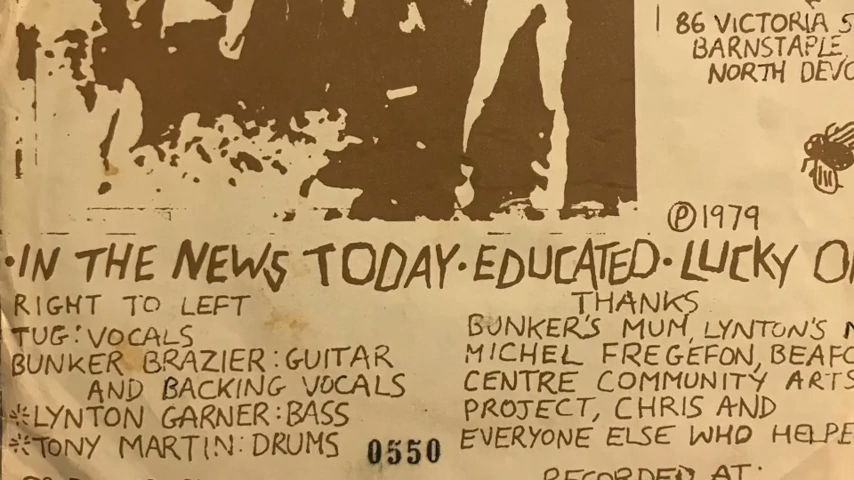 86 VICTORIA
BARNSTAPLE
NORTH
℗1979
·IN THE NEWS TODAY·EDUCATED·LUCKY
RIGHT TO LEFT
TUG: VOCALS
BUNKER BRAZIER: GUITAR
AND BACKING VOCALS
LYNTON GARNER: BASS
TONY MARTIN: DRUMS
0550
THANKS
BUNKER'S MUM, LYNTON'S
MICHEL FREGEFON,
CENTRE COMMUNITY ARTS
PROJECT, CHRIS AND
EVERYONE ELSE WHO
RECORDED AT: